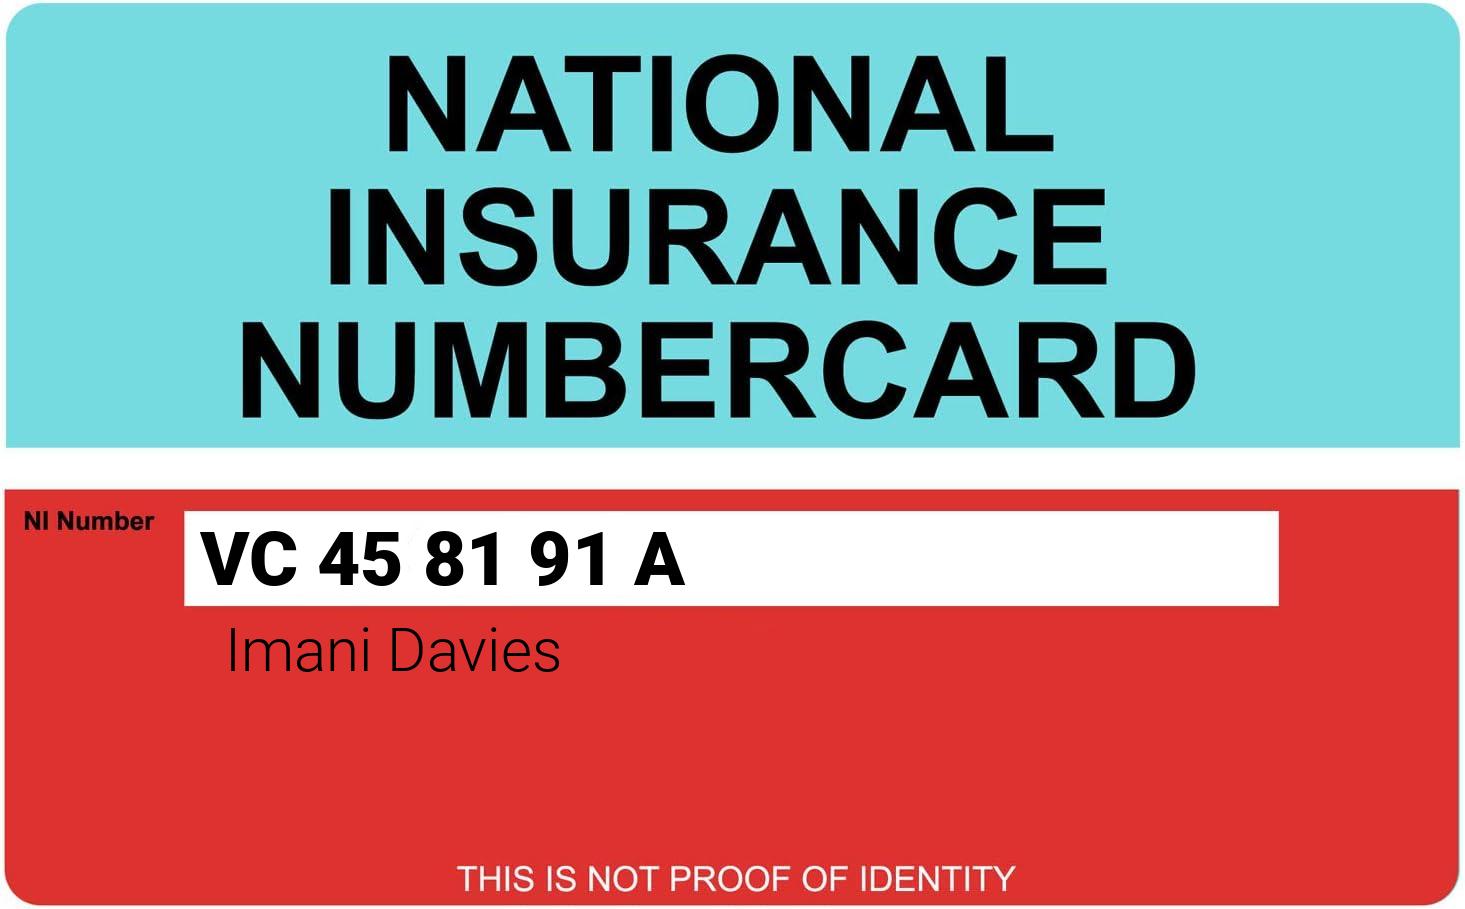 NATIONAL
INSURANCE
NUMBERCARD
NI Number
VC 45 81 91 A
Imani Davies
THIS IS NOT PROOF OF IDENTITY